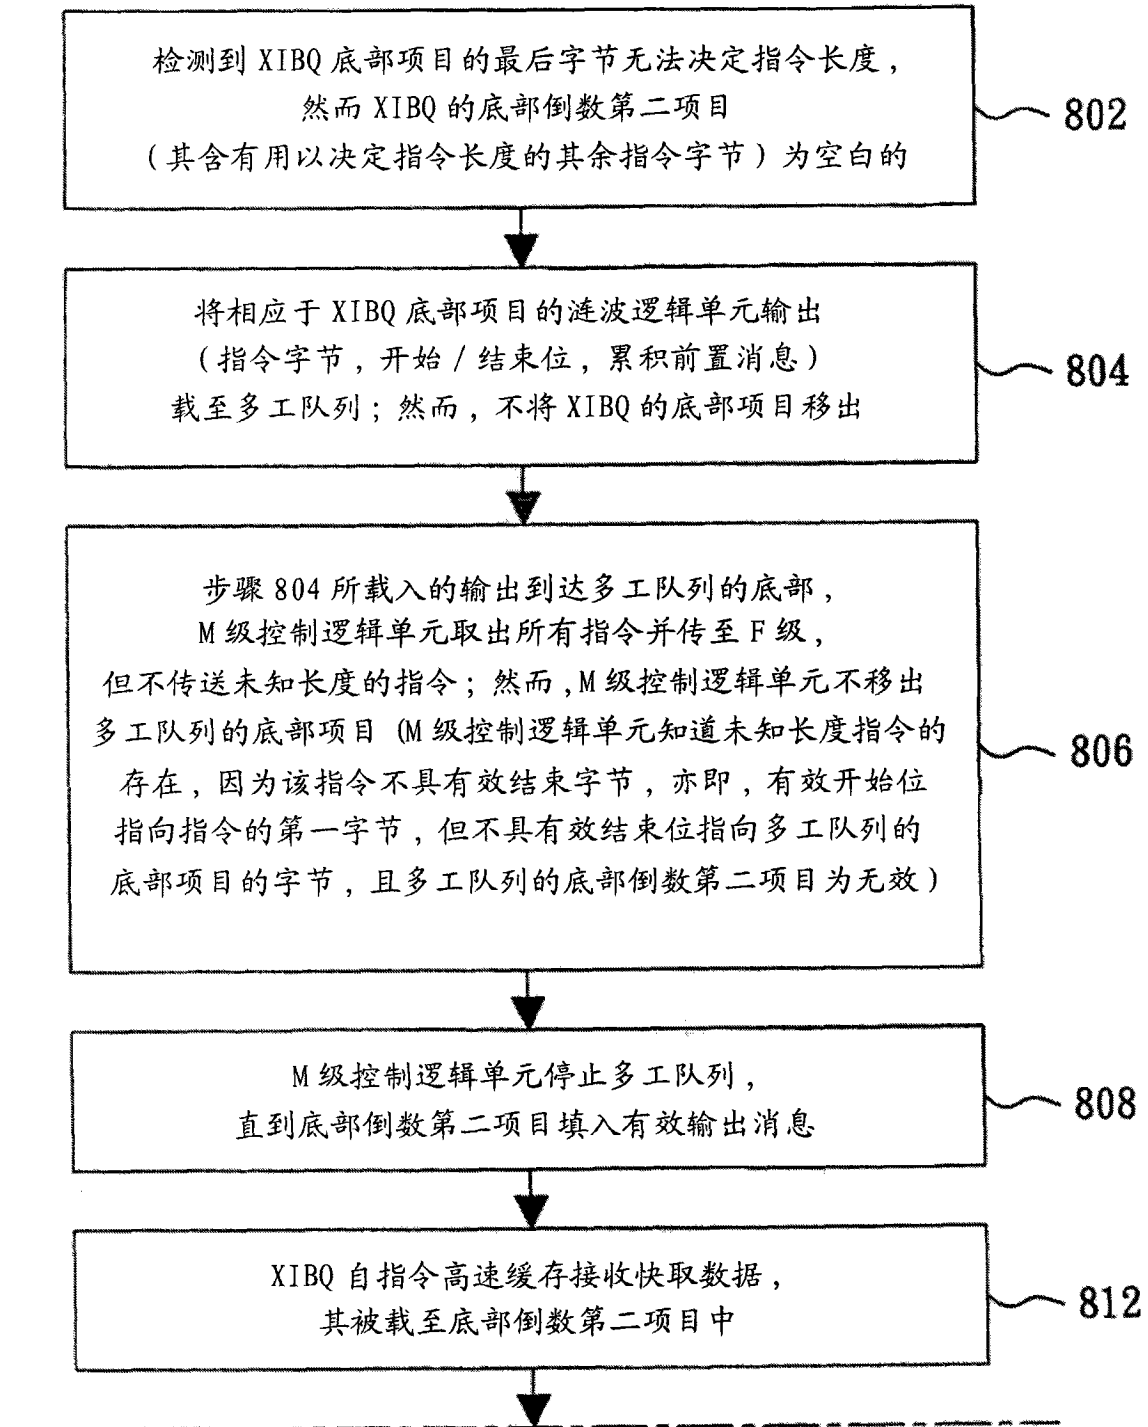 检测到 XIBQ 底部项目的最后字节无法决定指令长度，
然而 XIBQ 的底部倒数第二项目
（其含有用以决定指令长度的其余指令字节）为空白的
802
将相应于 XIBQ 底部项目的涟波逻辑单元输出
（指令字节，开始/结束位，累积前置消息）
载至多工队列；然而，不将 XIBQ 的底部项目移出
804
步骤 804 所载入的输出到达多工队列的底部，
M 级控制逻辑单元取出所有指令并传至 F 级，
但不传送未知长度的指令；然而，M 级控制逻辑单元不移出
多工队列的底部项目（M 级控制逻辑单元知道未知长度指令的
存在，因为该指令不具有效结束字节，亦即，有效开始位
指向指令的第一字节，但不具有效结束位指向多工队列的
底部项目的字节，且多工队列的底部倒数第二项目为无效）
806
M 级控制逻辑单元停止多工队列，
直到底部倒数第二项目填入有效输出消息
808
XIBQ 自指令高速缓存接收快取数据，
其被载至底部倒数第二项目中
812